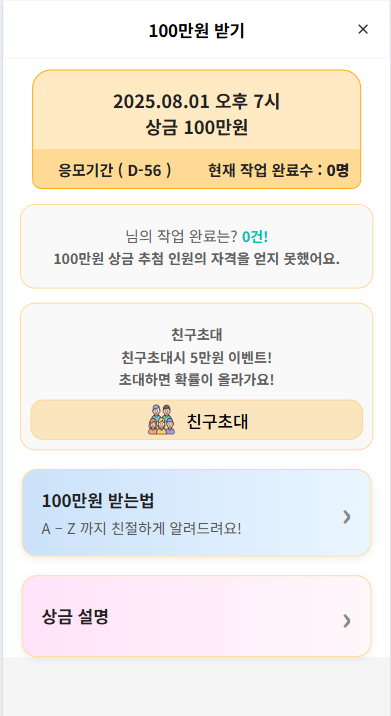 100만원 받기
×
2025.08.01 오후 7시
상금 100만원
응모기간 ( D-56 ) 현재 작업 완료수 : 0명
님의 작업 완료는? 0건!
100만원 상금 추첨 인원의 자격을 얻지 못했어요.
친구초대
친구초대시 5만원 이벤트!
초대하면 확률이 올라가요!
친구초대
100만원 받는법
A – Z 까지 친절하게 알려드려요!
상금 설명